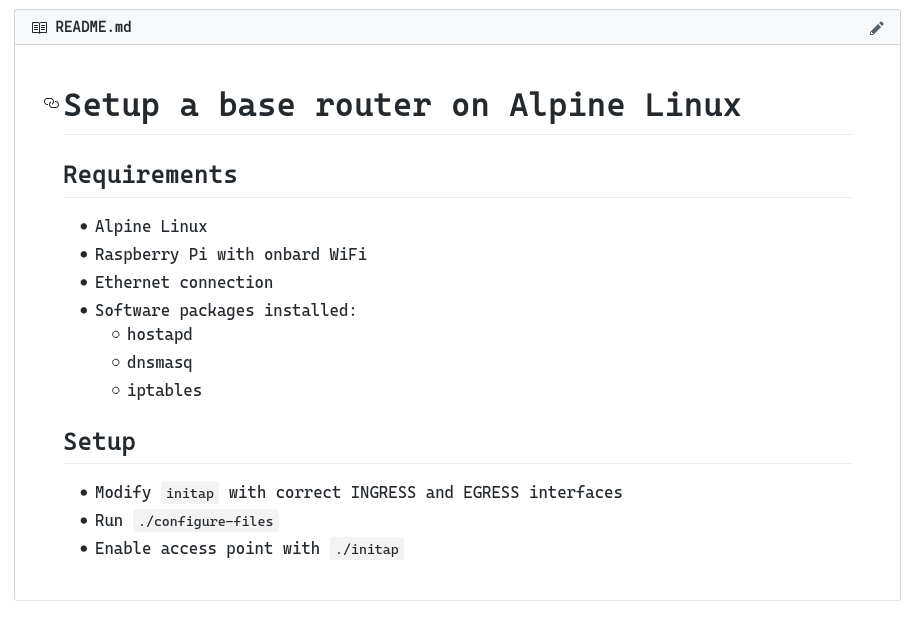 README.md
Setup a base router on Alpine Linux
Requirements
Alpine Linux
Raspberry Pi with onbard WiFi
Ethernet connection
Software packages installed:
hostapd
dnsmasq
iptables
Setup
Modify initap with correct INGRESS and EGRESS interfaces
Run ./configure-files
Enable access point with ./initap